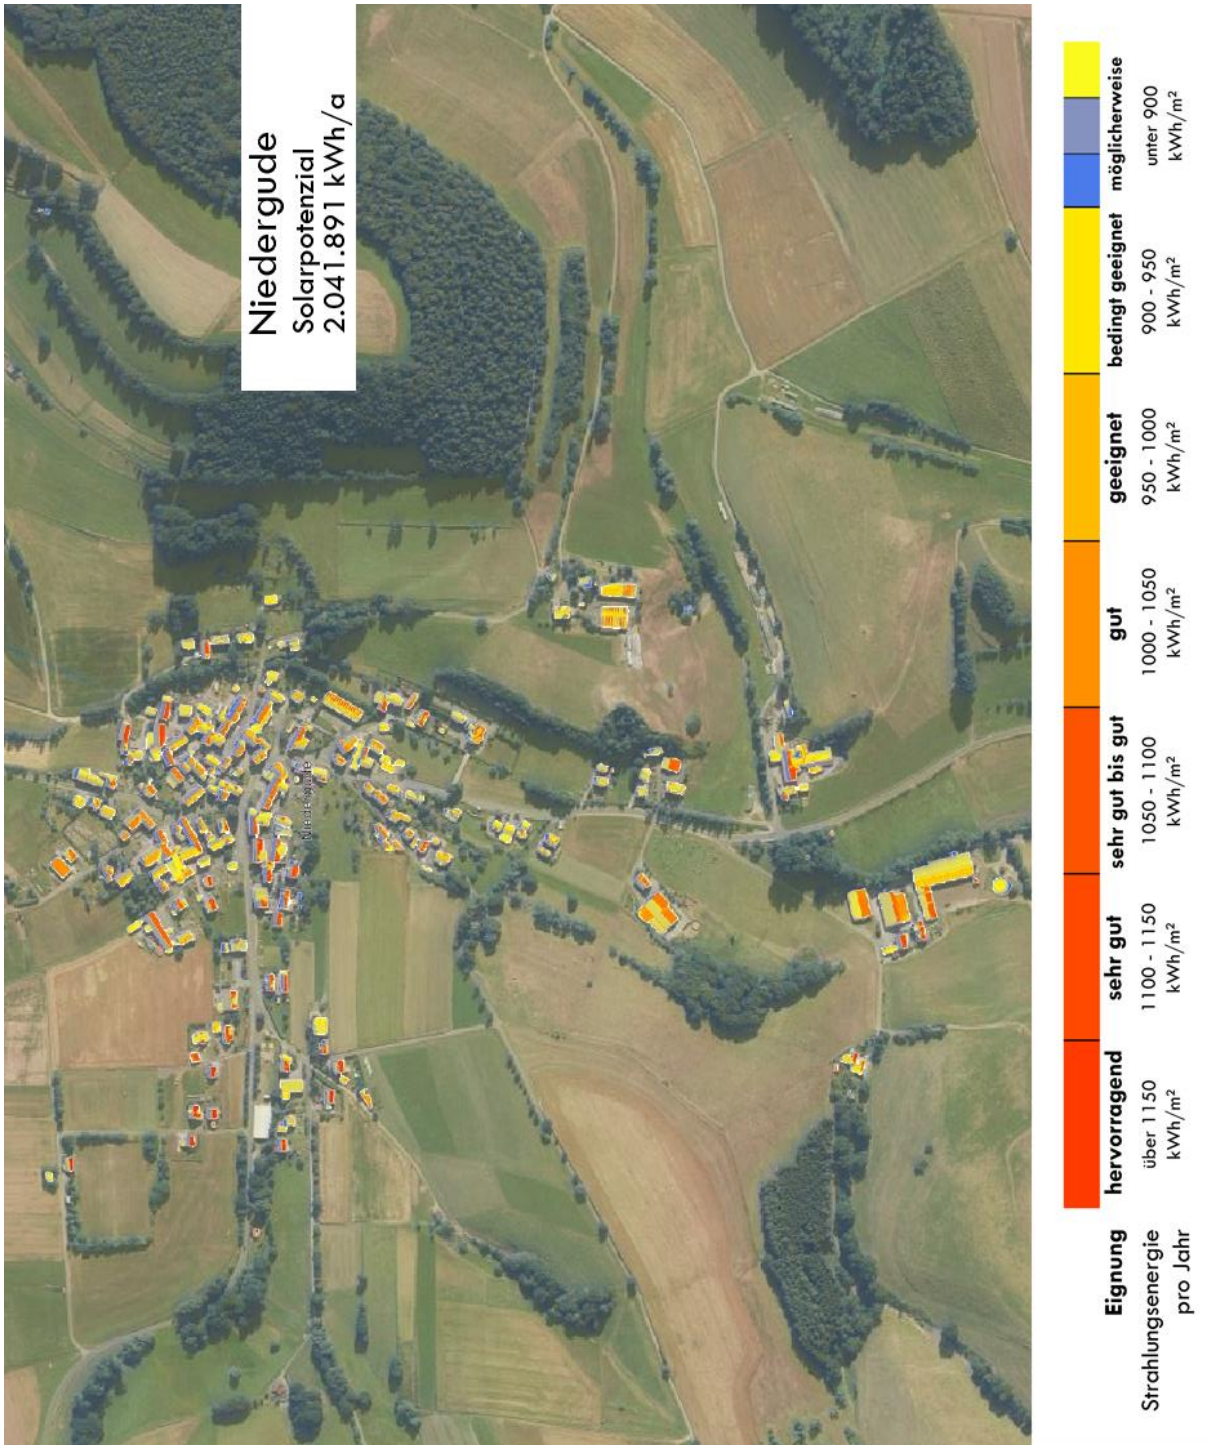 Niedergude
Solarpotenzial
2.041.891 kWh/a
Niedergude
Eignung
hervorragend
sehr gut
sehr gut bis gut
gut
geeignet
bedingt geeignet
möglicherweise
Strahlungsenergie
pro Jahr
über 1150
kWh/m²
1100 - 1150
kWh/m²
1050 - 1100
kWh/m²
1000 - 1050
kWh/m²
950 - 1000
kWh/m²
900 - 950
kWh/m²
unter 900
kWh/m²